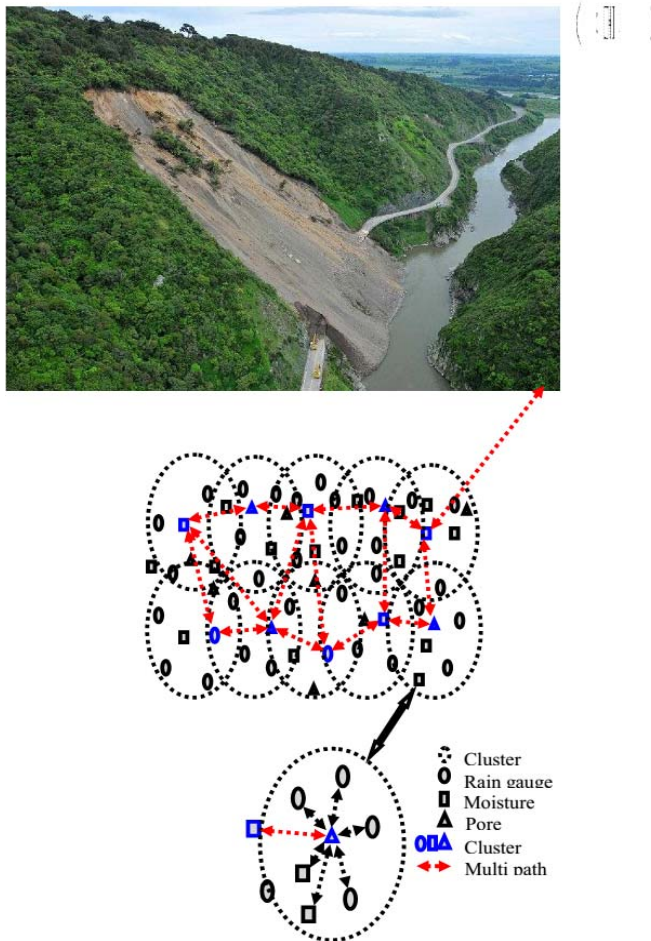 Cluster
Rain gauge
Moisture
Pore
Cluster
Multi path